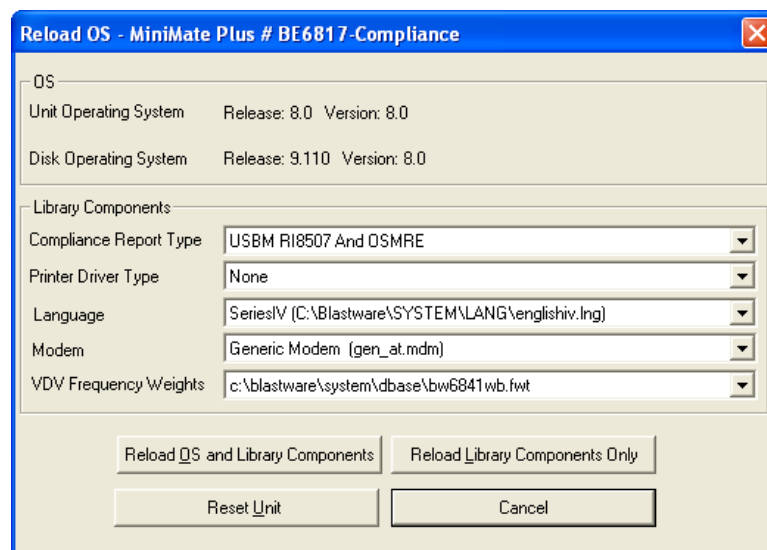 Reload OS - MiniMate Plus # BE6817-Compliance
OS
Unit Operating System Release: 8.0 Version: 8.0
Disk Operating System Release: 9.110 Version: 8.0
Library Components
Compliance Report Type USBM RI8507 And OSMRE
Printer Driver Type None
Language SeriesIV (C:\Blastware\SYSTEM\LANG\englishiv.lng)
Modem Generic Modem (gen_at.mdm)
VDV Frequency Weights c:\blastware\system\dbase\bw6841wb.fwt
Reload OS and Library Components Reload Library Components Only
Reset Unit Cancel